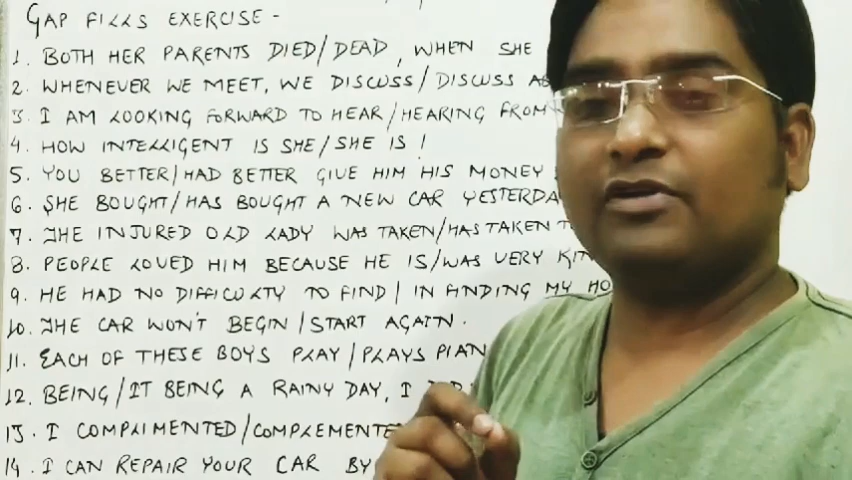 GAP FILLS EXERCISE -
1. BOTH HER PARENTS DIED/DEAD, WHEN SHE
2. WHENEVER WE MEET, WE DISCUSS/DISCUSS
3. I AM LOOKING FORWARD TO HEAR/HEARING FROM
4. HOW INTELLIGENT IS SHE/SHE IS!
5. YOU BETTER/HAD BETTER GIVE HIM HIS MONEY
6. SHE BOUGHT/HAS BOUGHT A NEW CAR
7. THE INJURED OLD LADY WAS TAKEN/HAS TAKEN
8. PEOPLE LOVED HIM BECAUSE HE IS/WAS VERY
9. HE HAD NO DIFFICULTY TO FIND/IN FINDING MY
10. THE CAR WON'T BEGIN/START AGAIN.
11. EACH OF THESE BOYS PLAY/PLAYS
12. BEING/IT BEING A RAINY DAY, I
13. I COMPLIMENTED/
14. I CAN REPAIR YOUR CAR BY